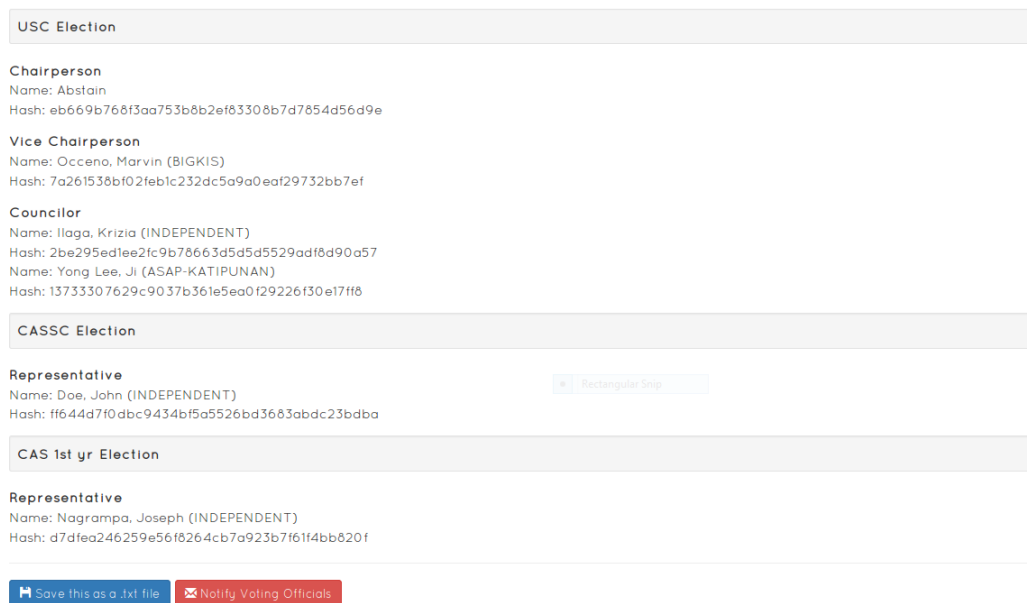 USC Election
Chairperson
Name: Abstain
Hash: eb669b768f3aa753b8b2ef83308b7d7854d56d9e
Vice Chairperson
Name: Occeno, Marvin (BIGKIS)
Hash: 7a261538bf02feb1c232dc5a9a0eaf29732bb7ef
Councilor
Name: Ilaga, Krizia (INDEPENDENT)
Hash: 2be295ed1ee2fc9b78663d5d5d5529adf8d90a57
Name: Yong Lee, Ji (ASAP-KATIPUNAN)
Hash: 13733307629c9037b361e5ea0f29226f30e17ff8
CASSC Election
Representative
Name: Doe, John (INDEPENDENT)
Rectangular Snip
Hash: ff644d7f0dbc9434bf5a5526bd3683abdc23bdba
CAS 1st yr Election
Representative
Name: Nagrampa, Joseph (INDEPENDENT)
Hash: d7dfea246259e56f8264cb7a923b7f61f4bb820f
Save this as a .txt file Notify Voting Officials